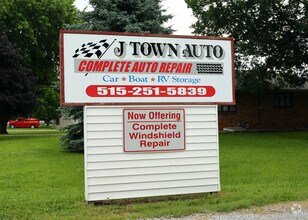 J TOWN AUTO
COMPLETE AUTO REPAIR
Car * Boat * RV Storage
515-251-5839
Now Offering
Complete
Windshield
Repair